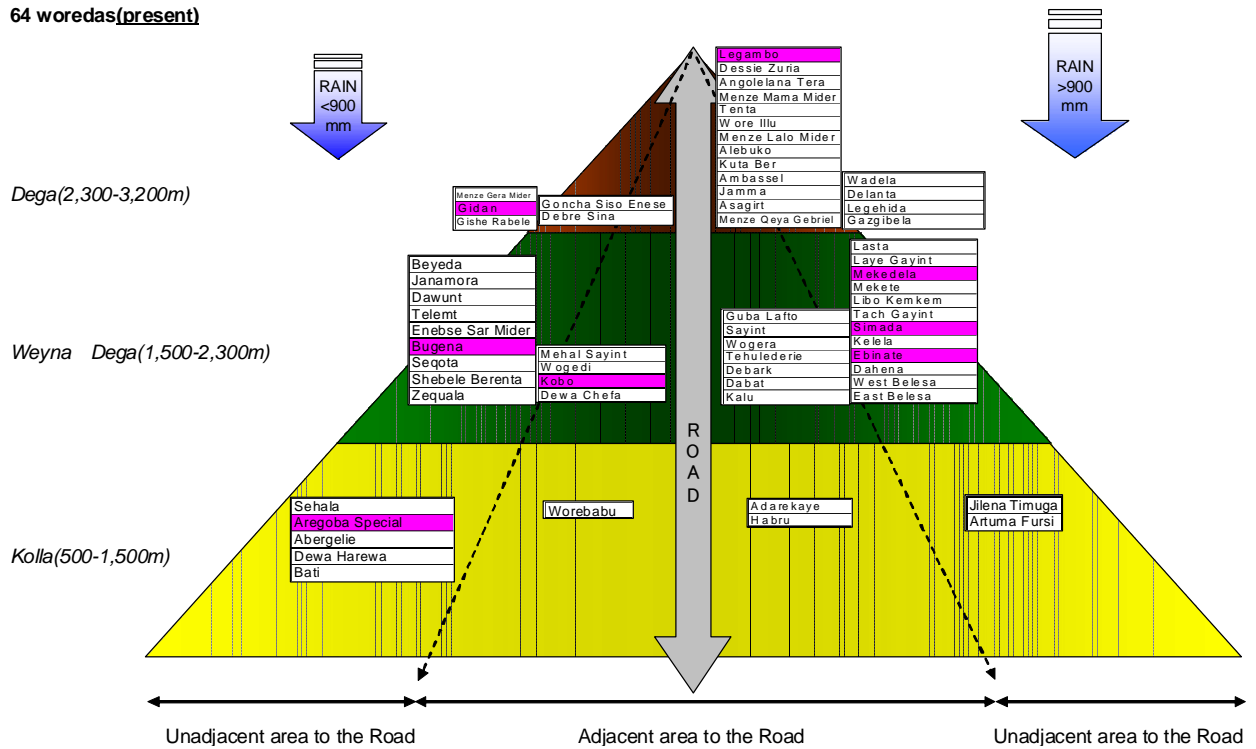 64 woredas(present)
RAIN
<900
mm
RAIN
>900
mm
Dega(2,300-3,200m)
Menze Gera Mider
Gidan
Gishe Rabele
Goncha Siso Enese
Debre Sina
Legambo
Dessie Zuria
Angolelana Tera
Menze Mama Mider
Tenta
Wore Illu
Menze Lalo Mider
Alebuko
Kuta Ber
Ambassel
Jamma
Asagirt
Menze Qeya Gebriel
Wadela
Delanta
Legehida
Gazgibela
Weyna Dega(1,500-2,300m)
Beyeda
Janamora
Dawunt
Telemt
Enebse Sar Mider
Bugena
Seqota
Shebele Berenta
Zequala
Mehal Sayint
Wogedi
Kobo
Dewa Chefa
Guba Lafto
Sayint
Wogera
Tehulederie
Debark
Dabat
Kalu
Lasta
Laye Gayint
Mekedela
Mekete
Libo Kemkem
Tach Gayint
Simada
Kelela
Ebinate
Dahena
West Belesa
East Belesa
ROAD
Kolla(500-1,500m)
Sehala
Aregoba Special
Abergelie
Dewa Harewa
Bati
Worebabu
Adarekaye
Habru
Jilena Timuga
Artuma Fursi
Unadjacent area to the Road
Adjacent area to the Road
Unadjacent area to the Road